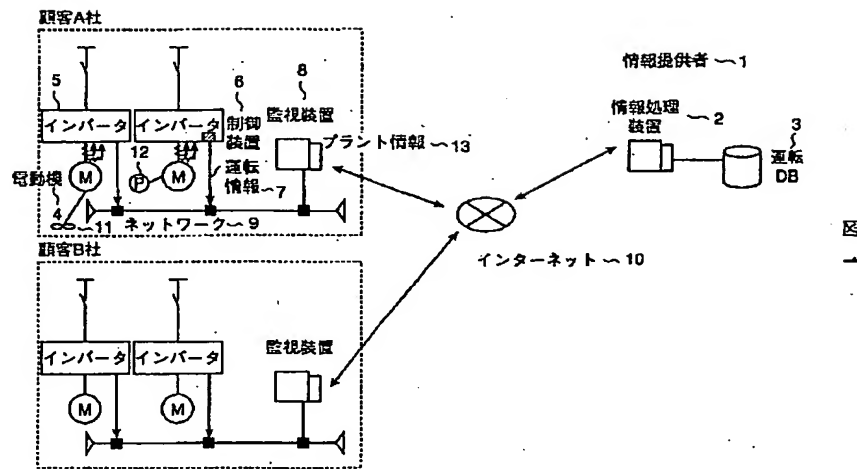 顧客A社
5
インバータ
インバータ
6
制御
装置
8
監視装置
プラント情報 〜13
運転
情報〜7
12
P
M
M
電動機
4
11
ネットワーク 〜 9
情報提供者 〜1
情報処理
装置
2
3
運転
DB
インターネット〜10
図
顧客B社
インバータ
インバータ
監視装置
M
M